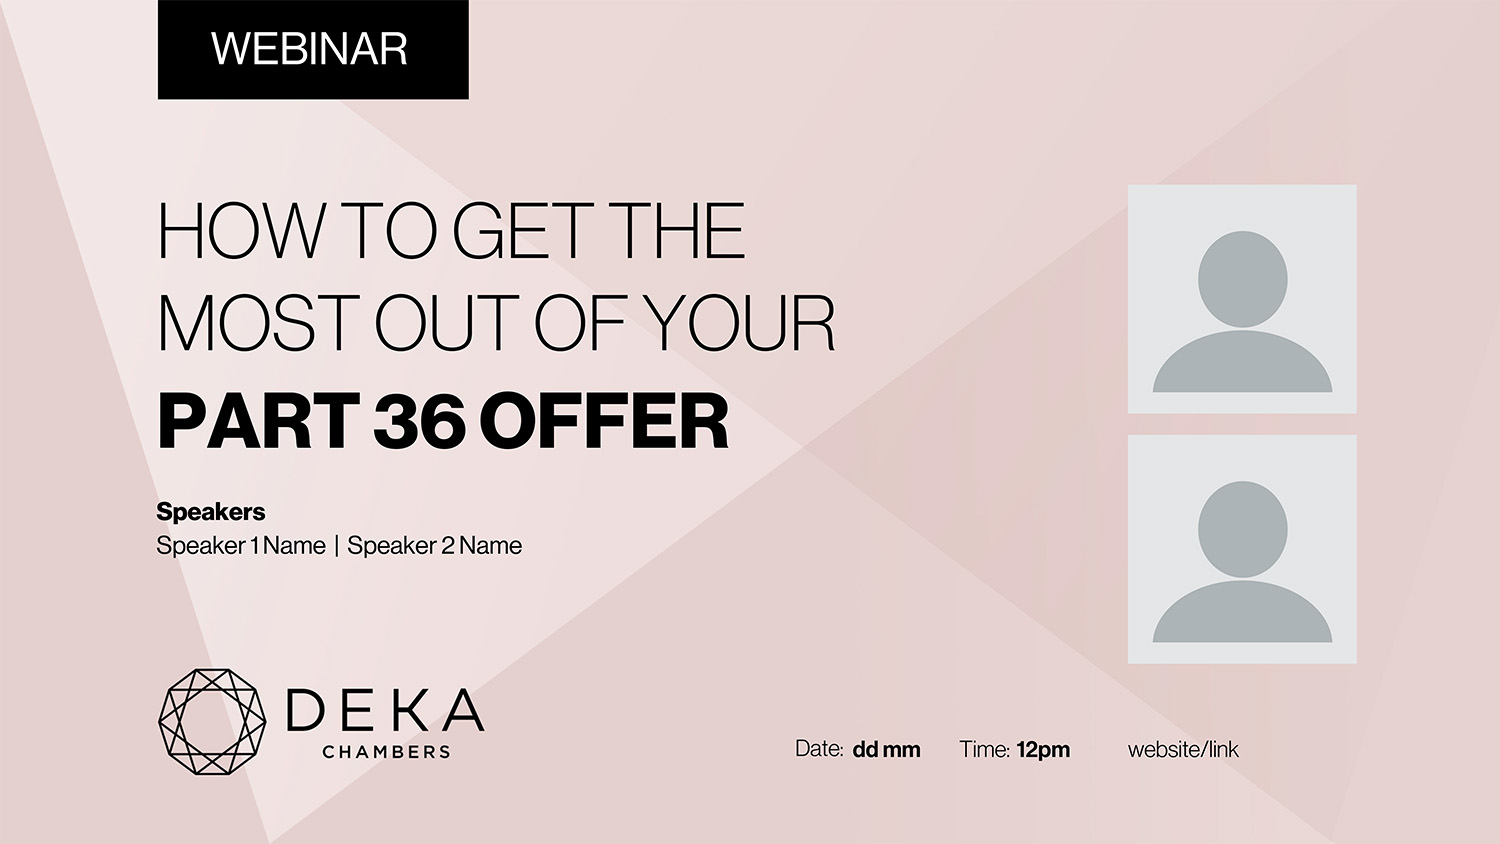 WEBINAR
HOW TO GET THE
MOST OUT OF YOUR
PART 36 OFFER
Speakers
Speaker 1 Name | Speaker 2 Name
DEKA
CHAMBERS
Date: dd mm Time: 12pm website/link